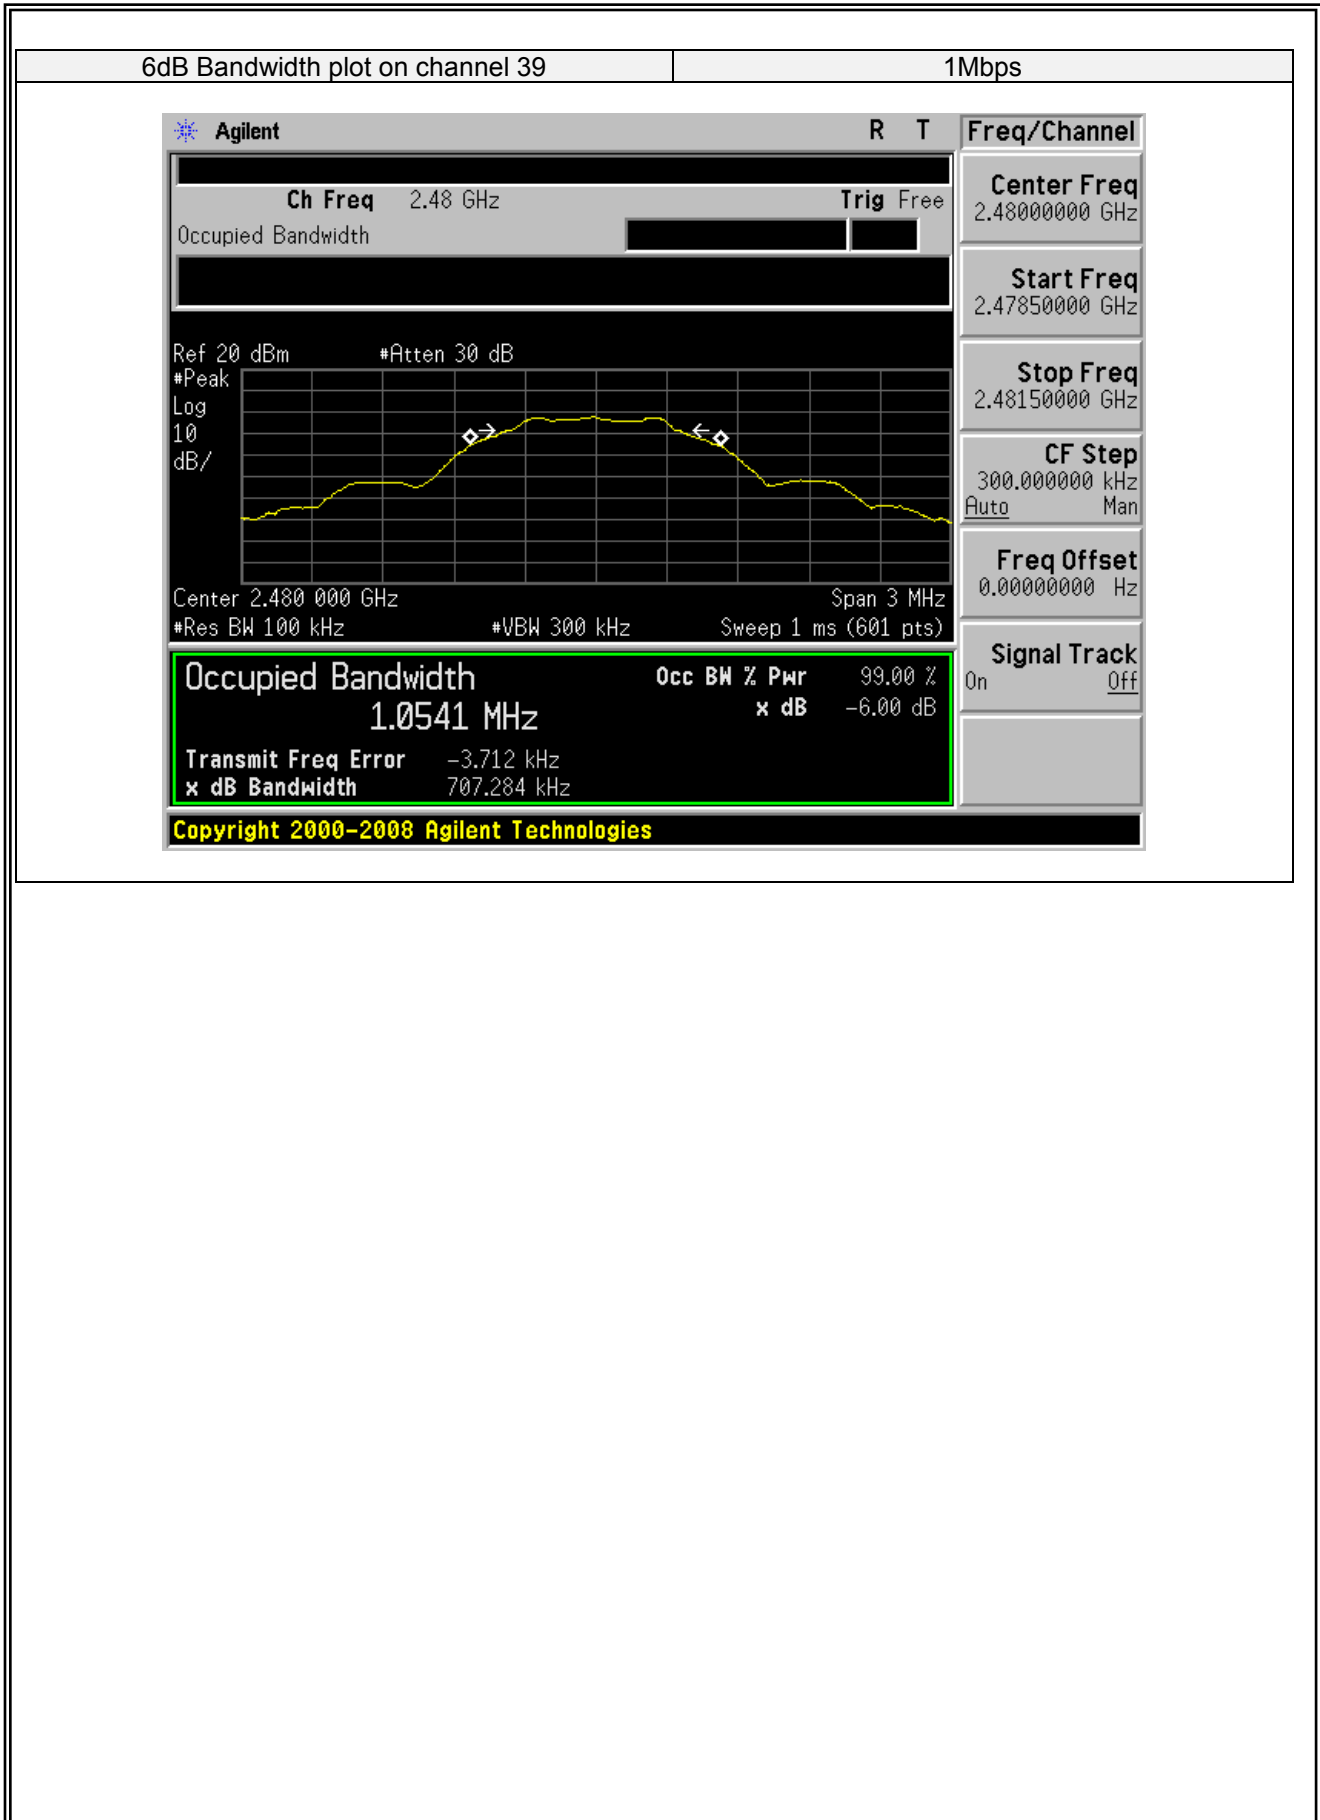 6dB Bandwidth plot on channel 39 1Mbps
Agilent R T Freq/Channel
Ch Freq 2.48 GHz Trig Free
Occupied Bandwidth
Center Freq
2.48000000 GHz
Start Freq
2.47850000 GHz
Stop Freq
2.48150000 GHz
CF Step
300.000000 kHz
Auto Man
Freq Offset
0.00000000 Hz
Signal Track
On Off
Ref 20 dBm #Atten 30 dB
#Peak
Log
10
dB/
Center 2.480 000 GHz Span 3 MHz
#Res BW 100 kHz #VBW 300 kHz Sweep 1 ms (601 pts)
Occupied Bandwidth Occ BW % Pwr 99.00 %
1.0541 MHz x dB -6.00 dB
Transmit Freq Error -3.712 kHz
x dB Bandwidth 707.284 kHz
Copyright 2000-2008 Agilent Technologies